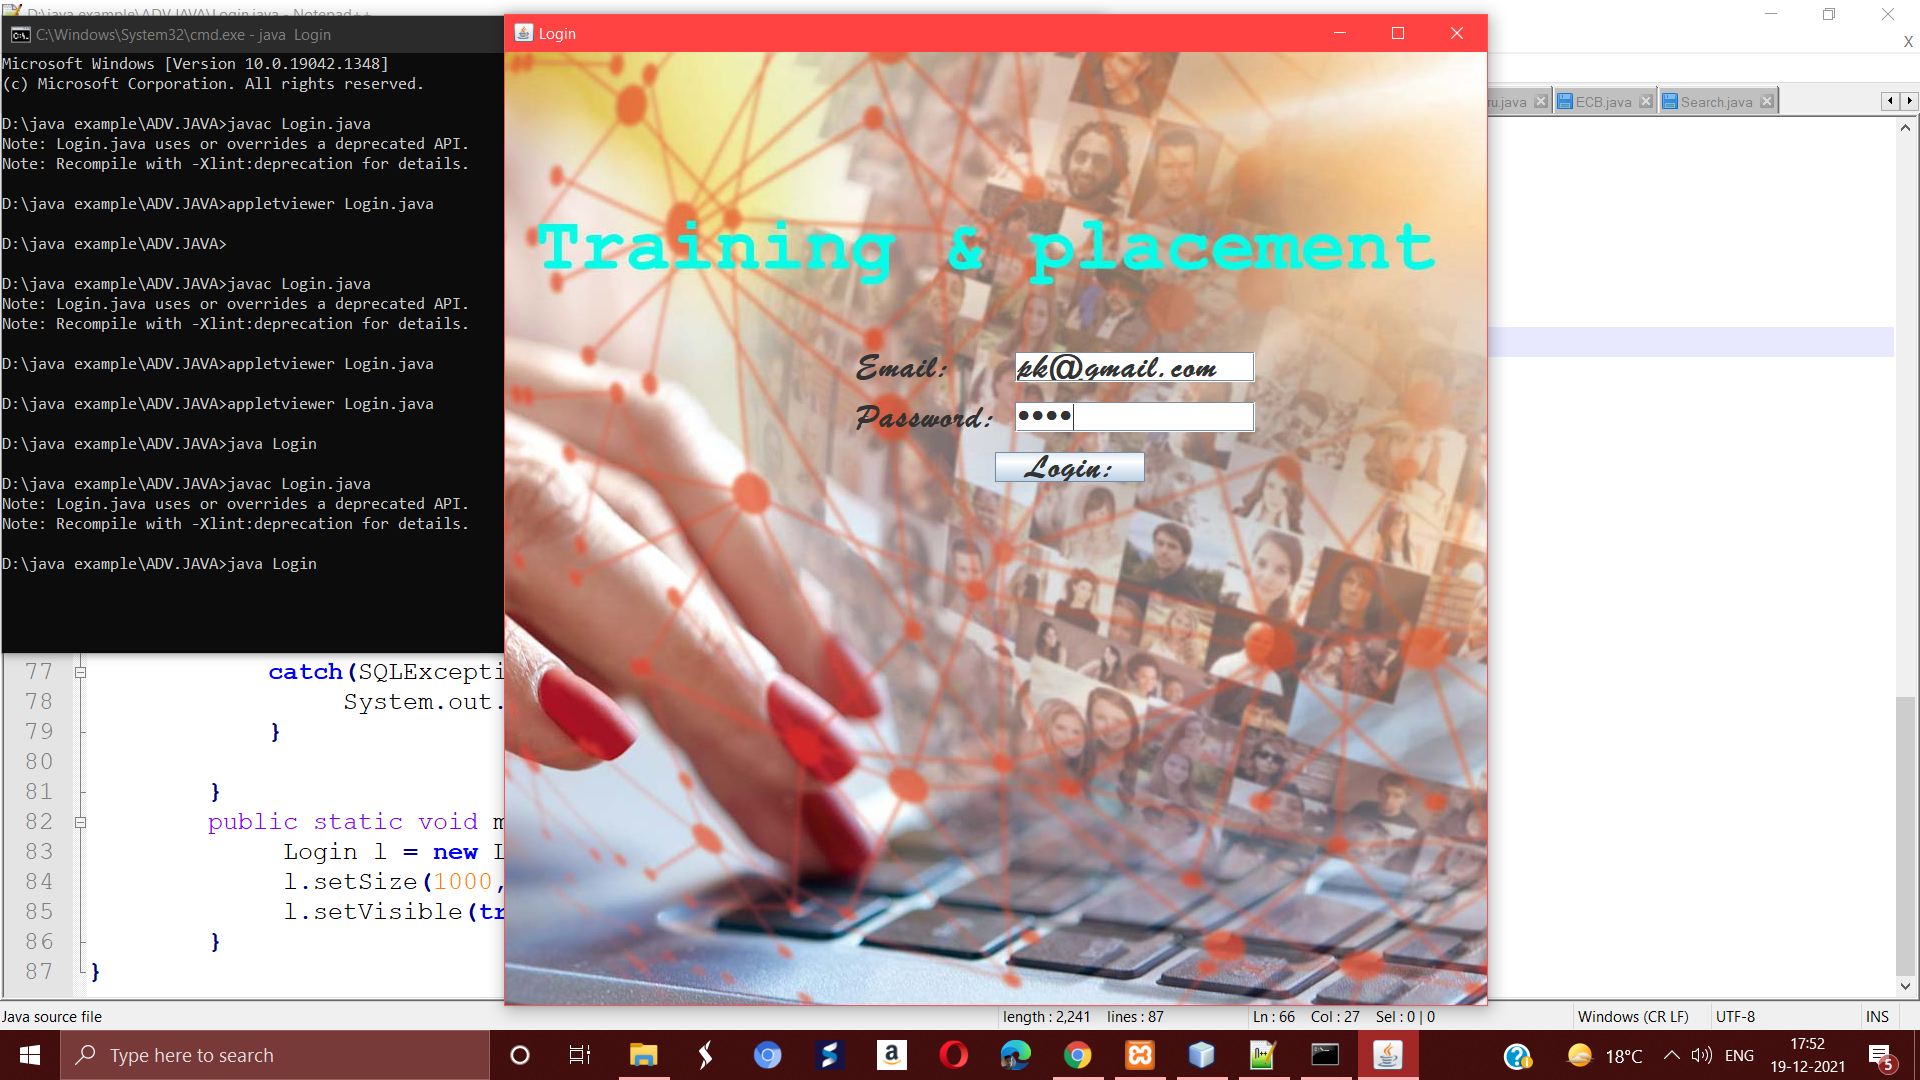 D:\java example\ADV.JAVA\Login.java - Notepad++
X
C:\Windows\System32\cmd.exe - java  Login
Microsoft Windows [Version 10.0.19042.1348]
(c) Microsoft Corporation. All rights reserved.
D:\java example\ADV.JAVA>javac Login.java
Note: Login.java uses or overrides a deprecated API.
Note: Recompile with -Xlint:deprecation for details.
D:\java example\ADV.JAVA>appletviewer Login.java
D:\java example\ADV.JAVA>
D:\java example\ADV.JAVA>javac Login.java
Note: Login.java uses or overrides a deprecated API.
Note: Recompile with -Xlint:deprecation for details.
D:\java example\ADV.JAVA>appletviewer Login.java
D:\java example\ADV.JAVA>appletviewer Login.java
D:\java example\ADV.JAVA>java Login
D:\java example\ADV.JAVA>javac Login.java
Note: Login.java uses or overrides a deprecated API.
Note: Recompile with -Xlint:deprecation for details.
D:\java example\ADV.JAVA>java Login
Login
Training & placement
Email: pk@gmail.com
Password: ••••
Login:
ru.java ECB.java Search.java
77 catch(SQLExcepti
78 System.out.
79 }
80
81 }
82 public static void m
83 Login l = new L
84 l.setSize(1000,
85 l.setVisible(tr
86 }
87 }
Java source file length : 2,241 lines : 87 Ln : 66 Col : 27 Sel : 0 | 0 Windows (CR LF) UTF-8 INS
Type here to search 18°C ENG 17:52
19-12-2021 5